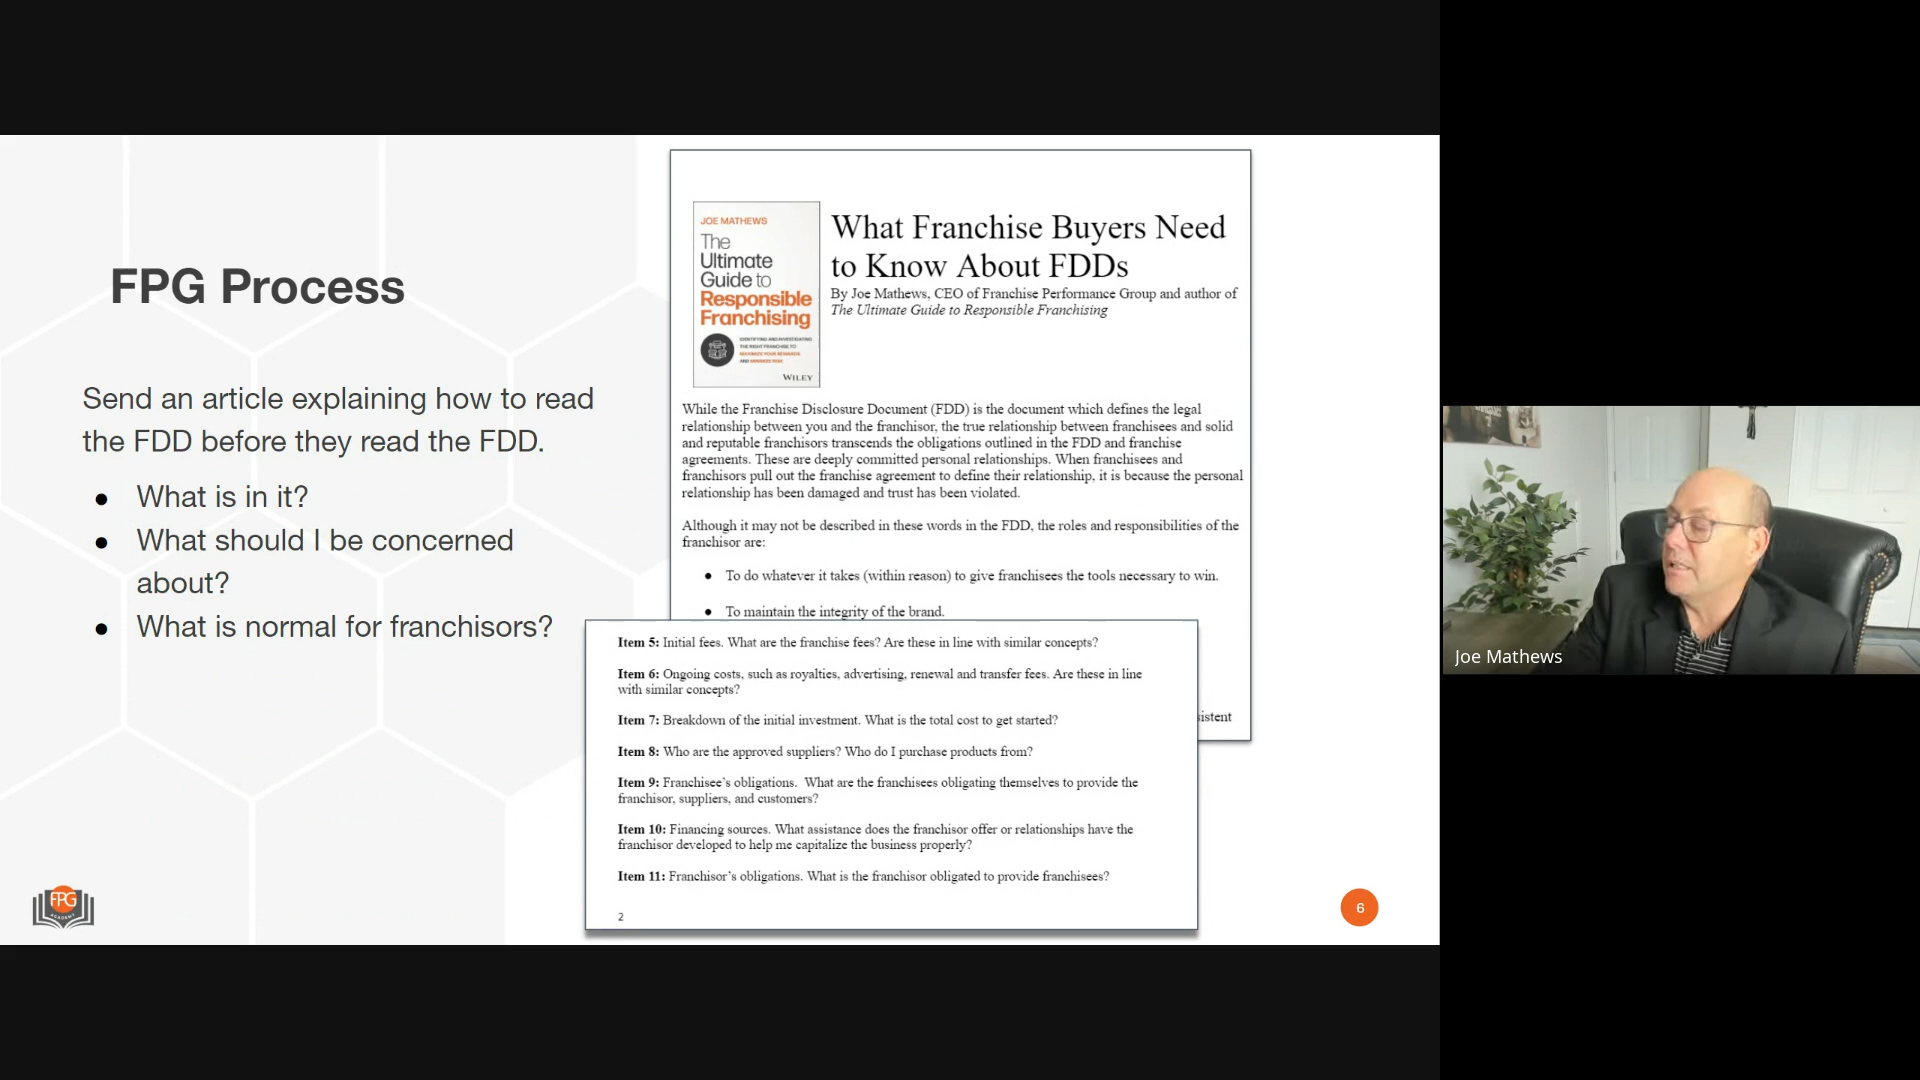 FPG Process
Send an article explaining how to read
the FDD before they read the FDD.
● What is in it?
● What should I be concerned
about?
● What is normal for franchisors?
FPG
ACADEMY
JOE MATHEWS
The
Ultimate
Guide to
Responsible
Franchising
IDENTIFYING AND INVESTIGATING
THE RIGHT FRANCHISE TO
MAXIMIZE YOUR REWARDS
AND MINIMIZE RISK
WILEY
What Franchise Buyers Need
to Know About FDDs
By Joe Mathews, CEO of Franchise Performance Group and author of
The Ultimate Guide to Responsible Franchising
While the Franchise Disclosure Document (FDD) is the document which defines the legal
relationship between you and the franchisor, the true relationship between franchisees and solid
and reputable franchisors transcends the obligations outlined in the FDD and franchise
agreements. These are deeply committed personal relationships. When franchisees and
franchisors pull out the franchise agreement to define their relationship, it is because the personal
relationship has been damaged and trust has been violated.
Although it may not be described in these words in the FDD, the roles and responsibilities of the
franchisor are:
● To do whatever it takes (within reason) to give franchisees the tools necessary to win.
● To maintain the integrity of the brand.
Item 5: Initial fees. What are the franchise fees? Are these in line with similar concepts?
Item 6: Ongoing costs, such as royalties, advertising, renewal and transfer fees. Are these in line
with similar concepts?
Item 7: Breakdown of the initial investment. What is the total cost to get started?
Item 8: Who are the approved suppliers? Who do I purchase products from?
Item 9: Franchisee's obligations. What are the franchisees obligating themselves to provide the
franchisor, suppliers, and customers?
Item 10: Financing sources. What assistance does the franchisor offer or relationships have the
franchisor developed to help me capitalize the business properly?
Item 11: Franchisor's obligations. What is the franchisor obligated to provide franchisees?
2
6
Joe Mathews